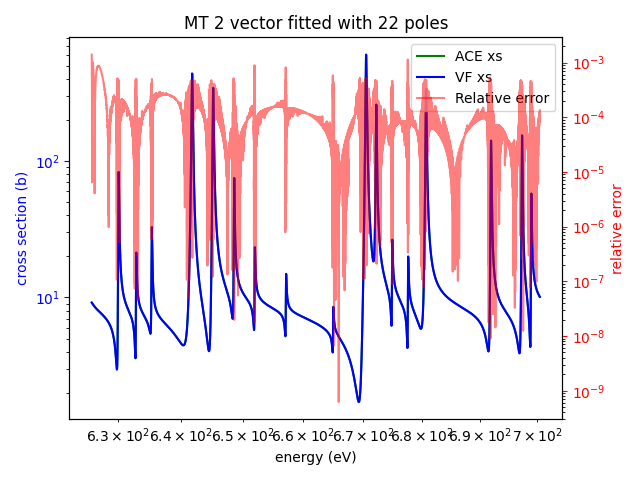 MT 2 vector fitted with 22 poles
ACE xs
VF xs
Relative error
cross section (b)
10²
10¹
relative error
10⁻³
10⁻⁴
10⁻⁵
10⁻⁶
10⁻⁷
10⁻⁸
10⁻⁹
6.3 × 10² 6.4 × 10² 6.5 × 10² 6.6 × 10² 6.7 × 10² 6.8 × 10² 6.9 × 10² 7 × 10²
energy (eV)